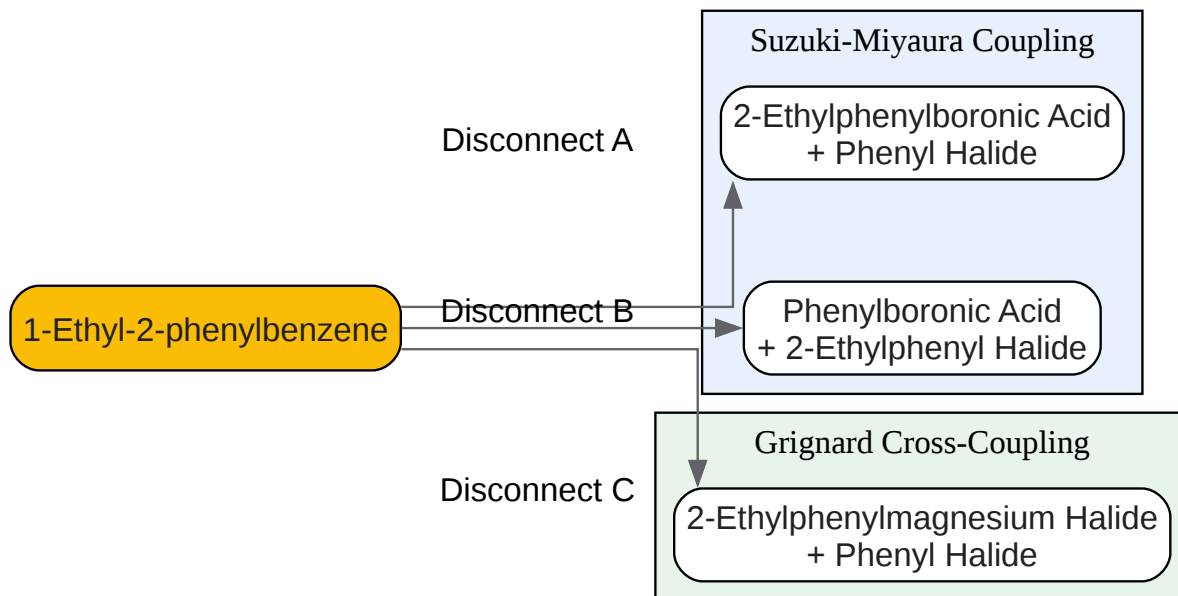 Suzuki-Miyaura Coupling
2-Ethylphenylboronic Acid
+ Phenyl Halide
Disconnect A
1-Ethyl-2-phenylbenzene
Disconnect B
Phenylboronic Acid
+ 2-Ethylphenyl Halide
Grignard Cross-Coupling
Disconnect C
2-Ethylphenylmagnesium Halide
+ Phenyl Halide